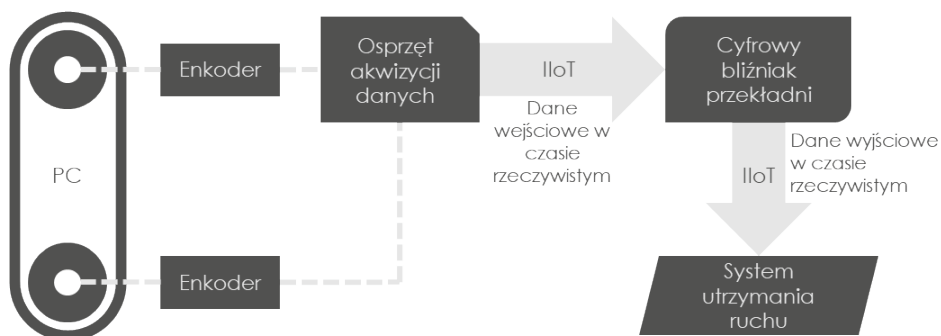 PC
Enkoder
Enkoder
Osprzęt
akwizycji
danych
IIoT
Dane
wejściowe w
czasie
rzeczywistym
Cyfrowy
bliźniak
przekładni
IIoT
Dane wyjściowe
w czasie
rzeczywistym
System
utrzymania
ruchu